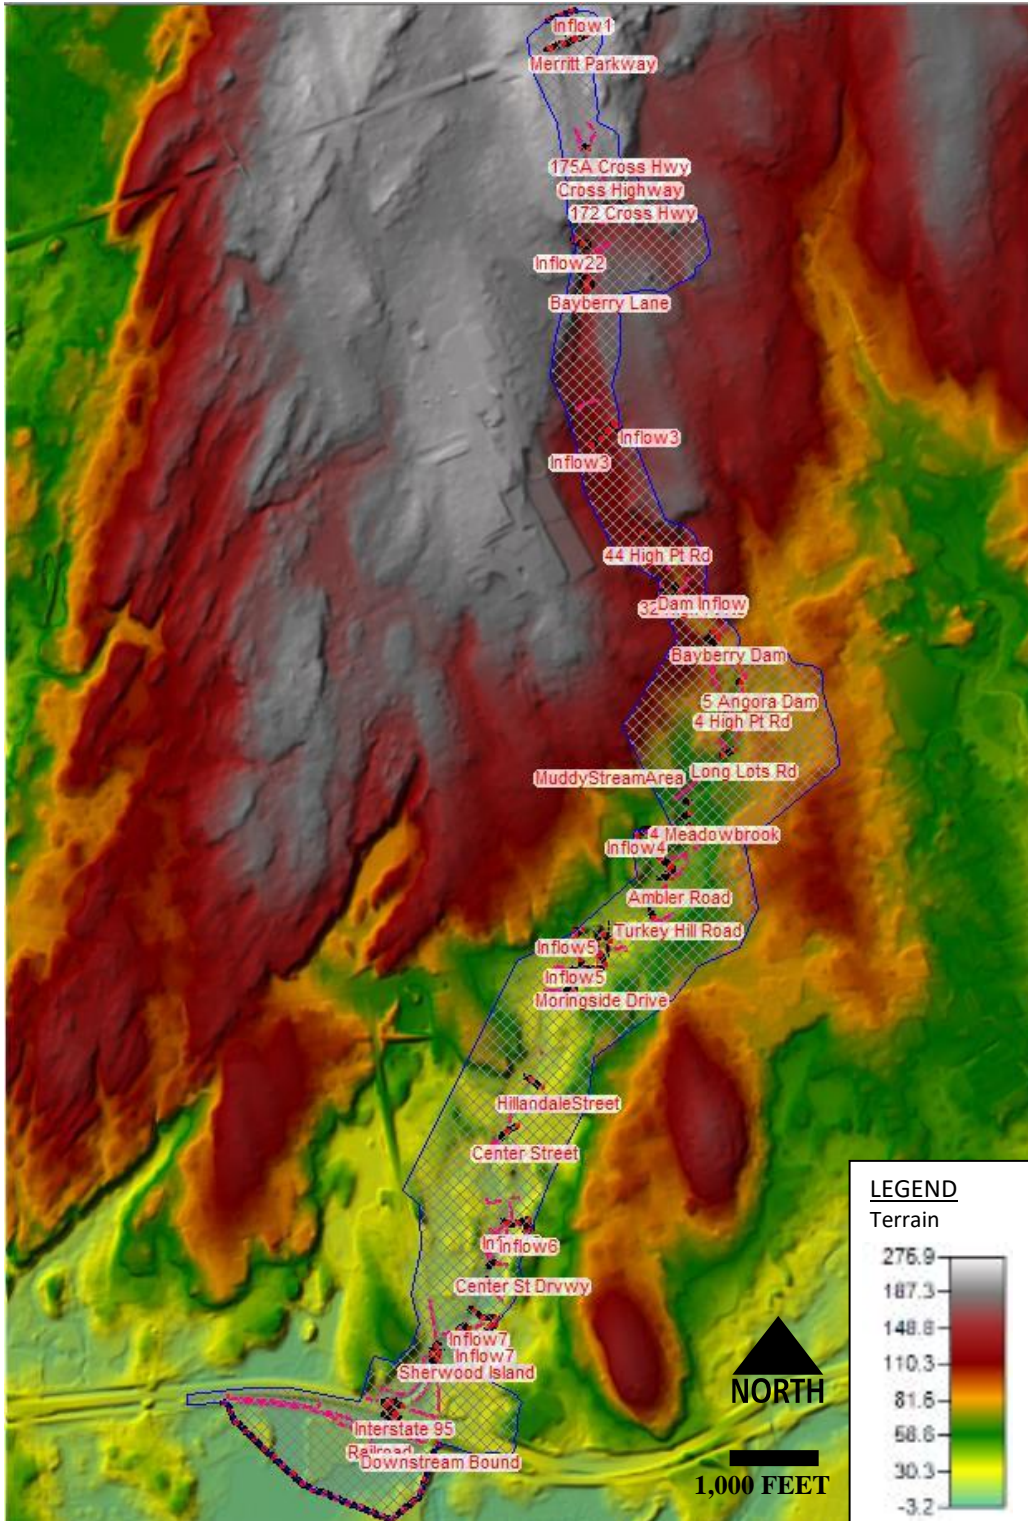 Inflow1
Merritt Parkway
175A Cross Hwy
Cross Highway
172 Cross Hwy
Inflow22
Bayberry Lane
Inflow3
Inflow3
44 High Pt Rd
Dam Inflow
32
Bayberry Dam
5 Angora Dam
4 High Pt Rd
Long Lots Rd
MuddyStreamArea
4 Meadowbrook
Inflow4
Ambler Road
Turkey Hill Road
Inflow5
Inflow5
Moringside Drive
HillandaleStreet
Center Street
Inflow6
Center St Drvwy
Inflow7
Inflow7
Sherwood Island
Interstate 95
Railroad
Downstream Bound
LEGEND
Terrain
276.9
187.3
148.8
110.3
81.6
58.6
30.3
-3.2
NORTH
1,000 FEET